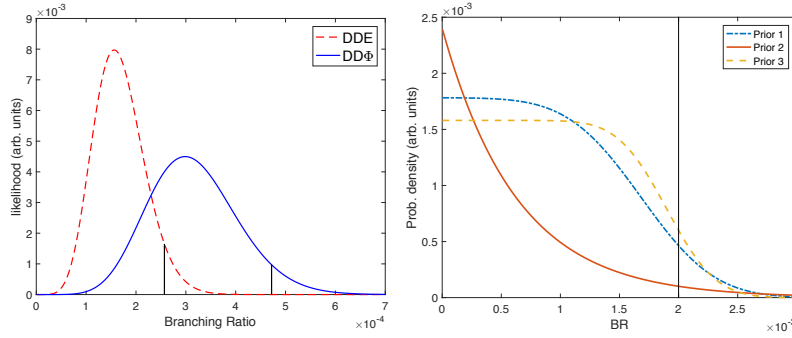 9
8
7
6
5
4
3
2
1
0
×10⁻³
likelihood (arb. units)
DDE
DDΦ
0 1 2 3 4 5 6 7
Branching Ratio
×10⁻⁴
2.5
2
1.5
1
0.5
0
×10⁻³
Prob. density (arb. units)
Prior 1
Prior 2
Prior 3
0 0.5 1 1.5 2 2.5
BR